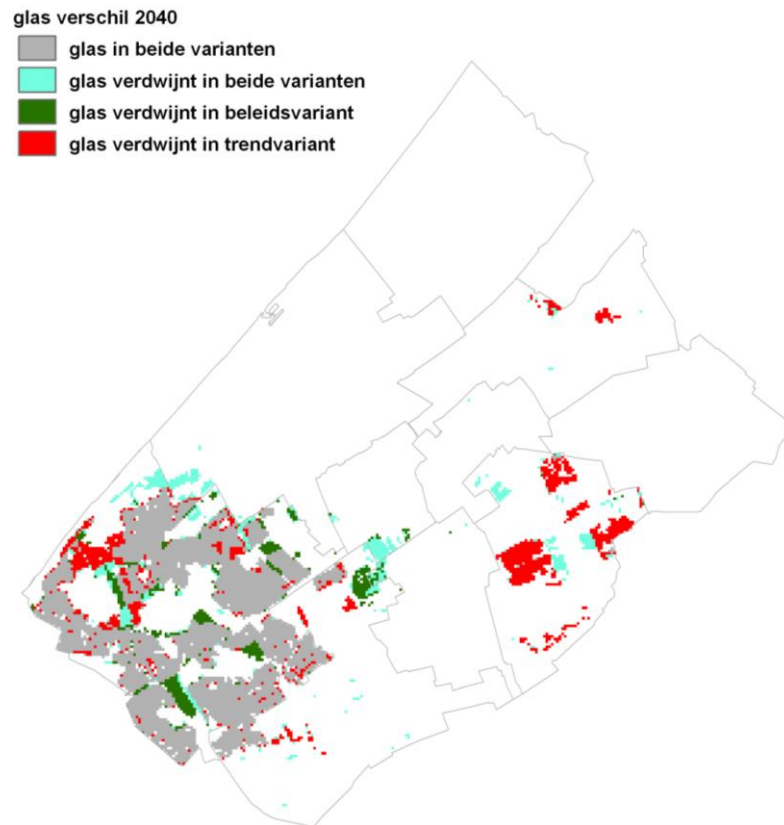 glas verschil 2040
glas in beide varianten
glas verdwijnt in beide varianten
glas verdwijnt in beleidsvariant
glas verdwijnt in trendvariant